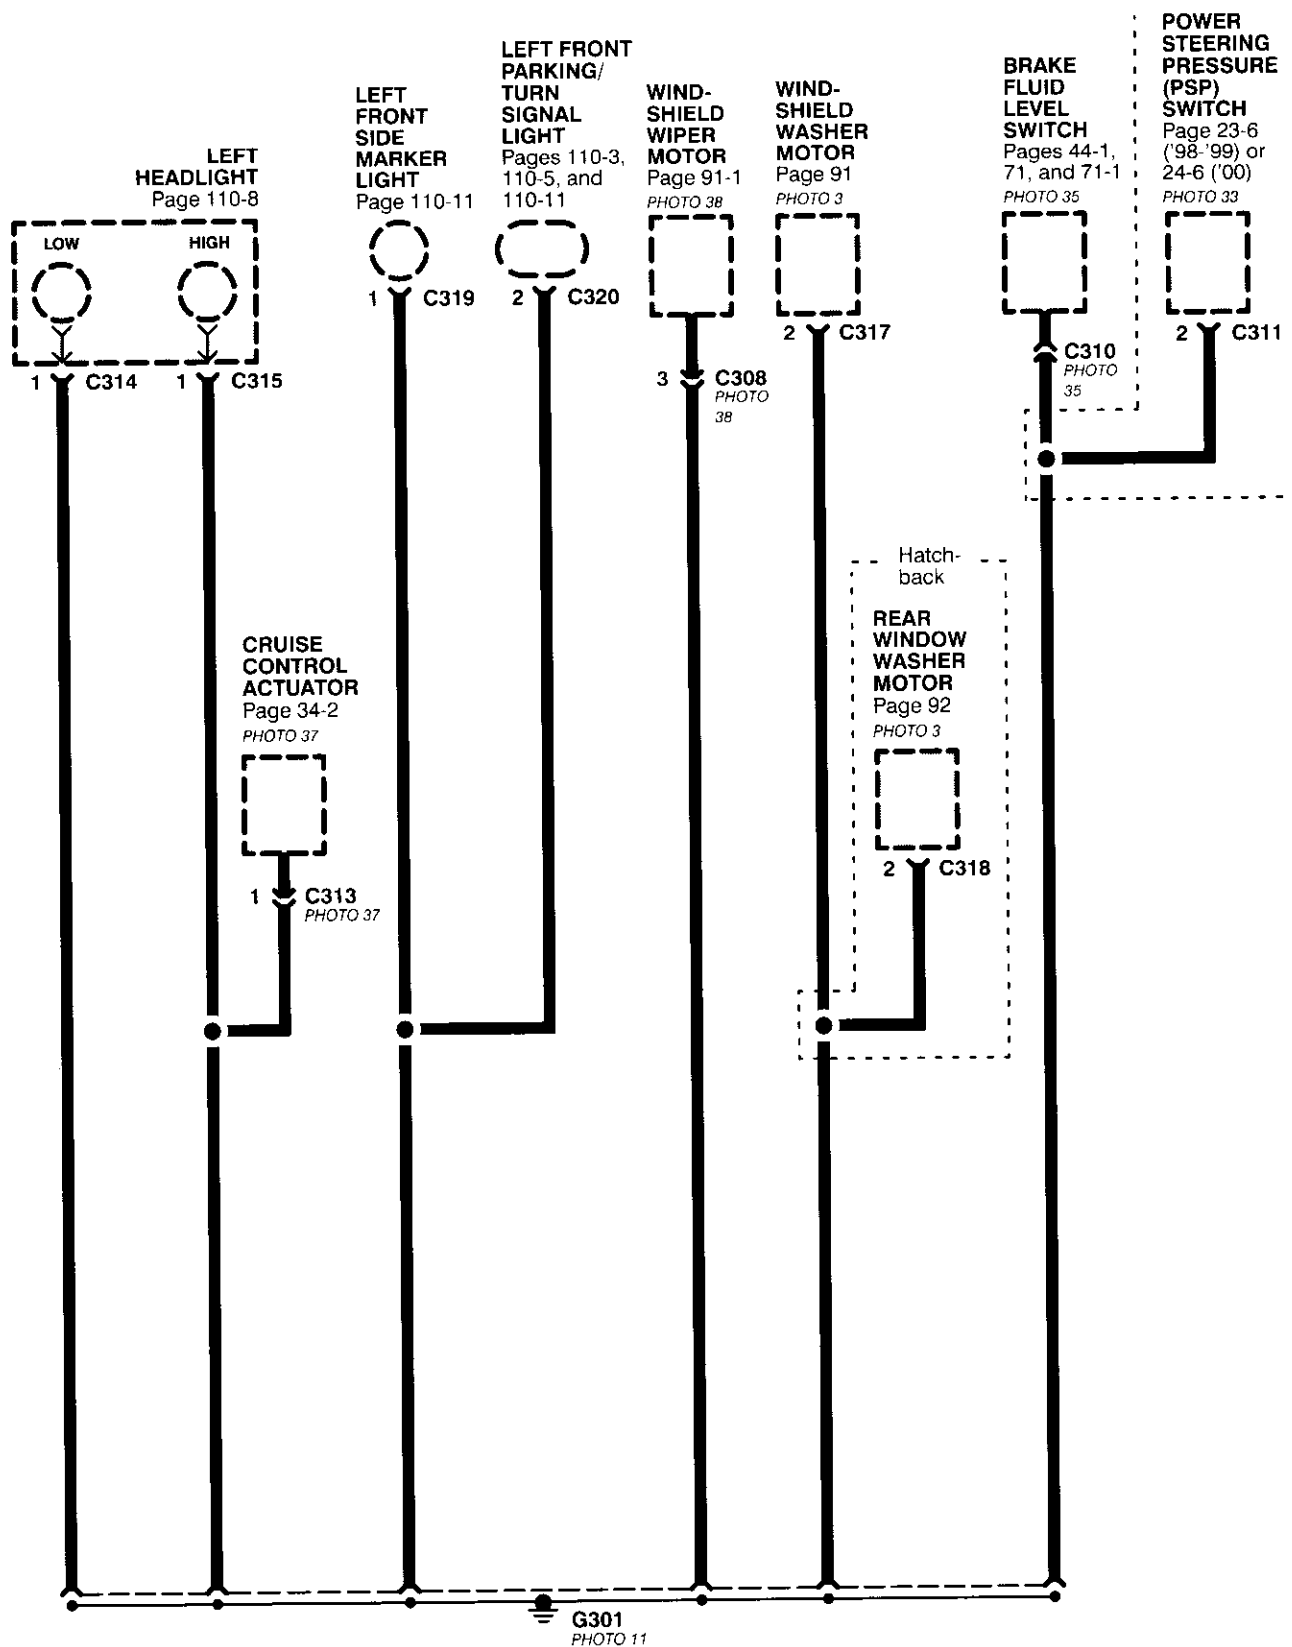 LEFT
HEADLIGHT
Page 110-8
LOW
HIGH
1 C314
1 C315
LEFT
FRONT
SIDE
MARKER
LIGHT
Page 110-11
1 C319
LEFT FRONT
PARKING/
TURN
SIGNAL
LIGHT
Pages 110-3,
110-5, and
110-11
2 C320
WIND-
SHIELD
WIPER
MOTOR
Page 91-1
PHOTO 38
3 C308
PHOTO
38
WIND-
SHIELD
WASHER
MOTOR
Page 91
PHOTO 3
2 C317
BRAKE
FLUID
LEVEL
SWITCH
Pages 44-1,
71, and 71-1
PHOTO 35
C310
PHOTO
35
POWER
STEERING
PRESSURE
(PSP)
SWITCH
Page 23-6
('98-'99) or
24-6 ('00)
PHOTO 33
2 C311
CRUISE
CONTROL
ACTUATOR
Page 34-2
PHOTO 37
1 C313
PHOTO 37
Hatch-
back
REAR
WINDOW
WASHER
MOTOR
Page 92
PHOTO 3
2 C318
G301
PHOTO 11